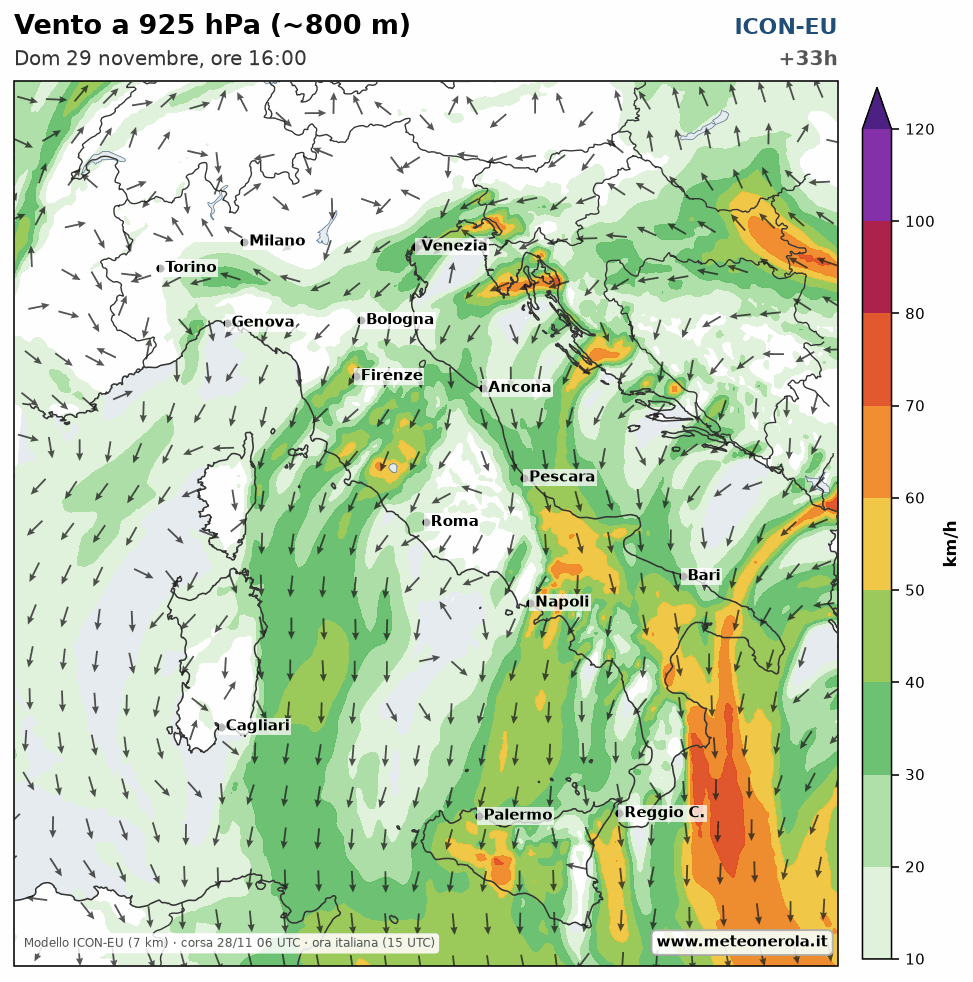 Vento a 925 hPa (~800 m)
ICON-EU
Dom 29 novembre, ore 16:00
+33h
120
100
80
70
60
50
40
30
20
10
km/h
Milano
Venezia
Torino
Genova
Bologna
Firenze
Ancona
Pescara
Roma
Bari
Napoli
Cagliari
Palermo
Reggio C.
Modello ICON-EU (7 km) · corsa 28/11 06 UTC · ora italiana (15 UTC)
www.meteonerola.it